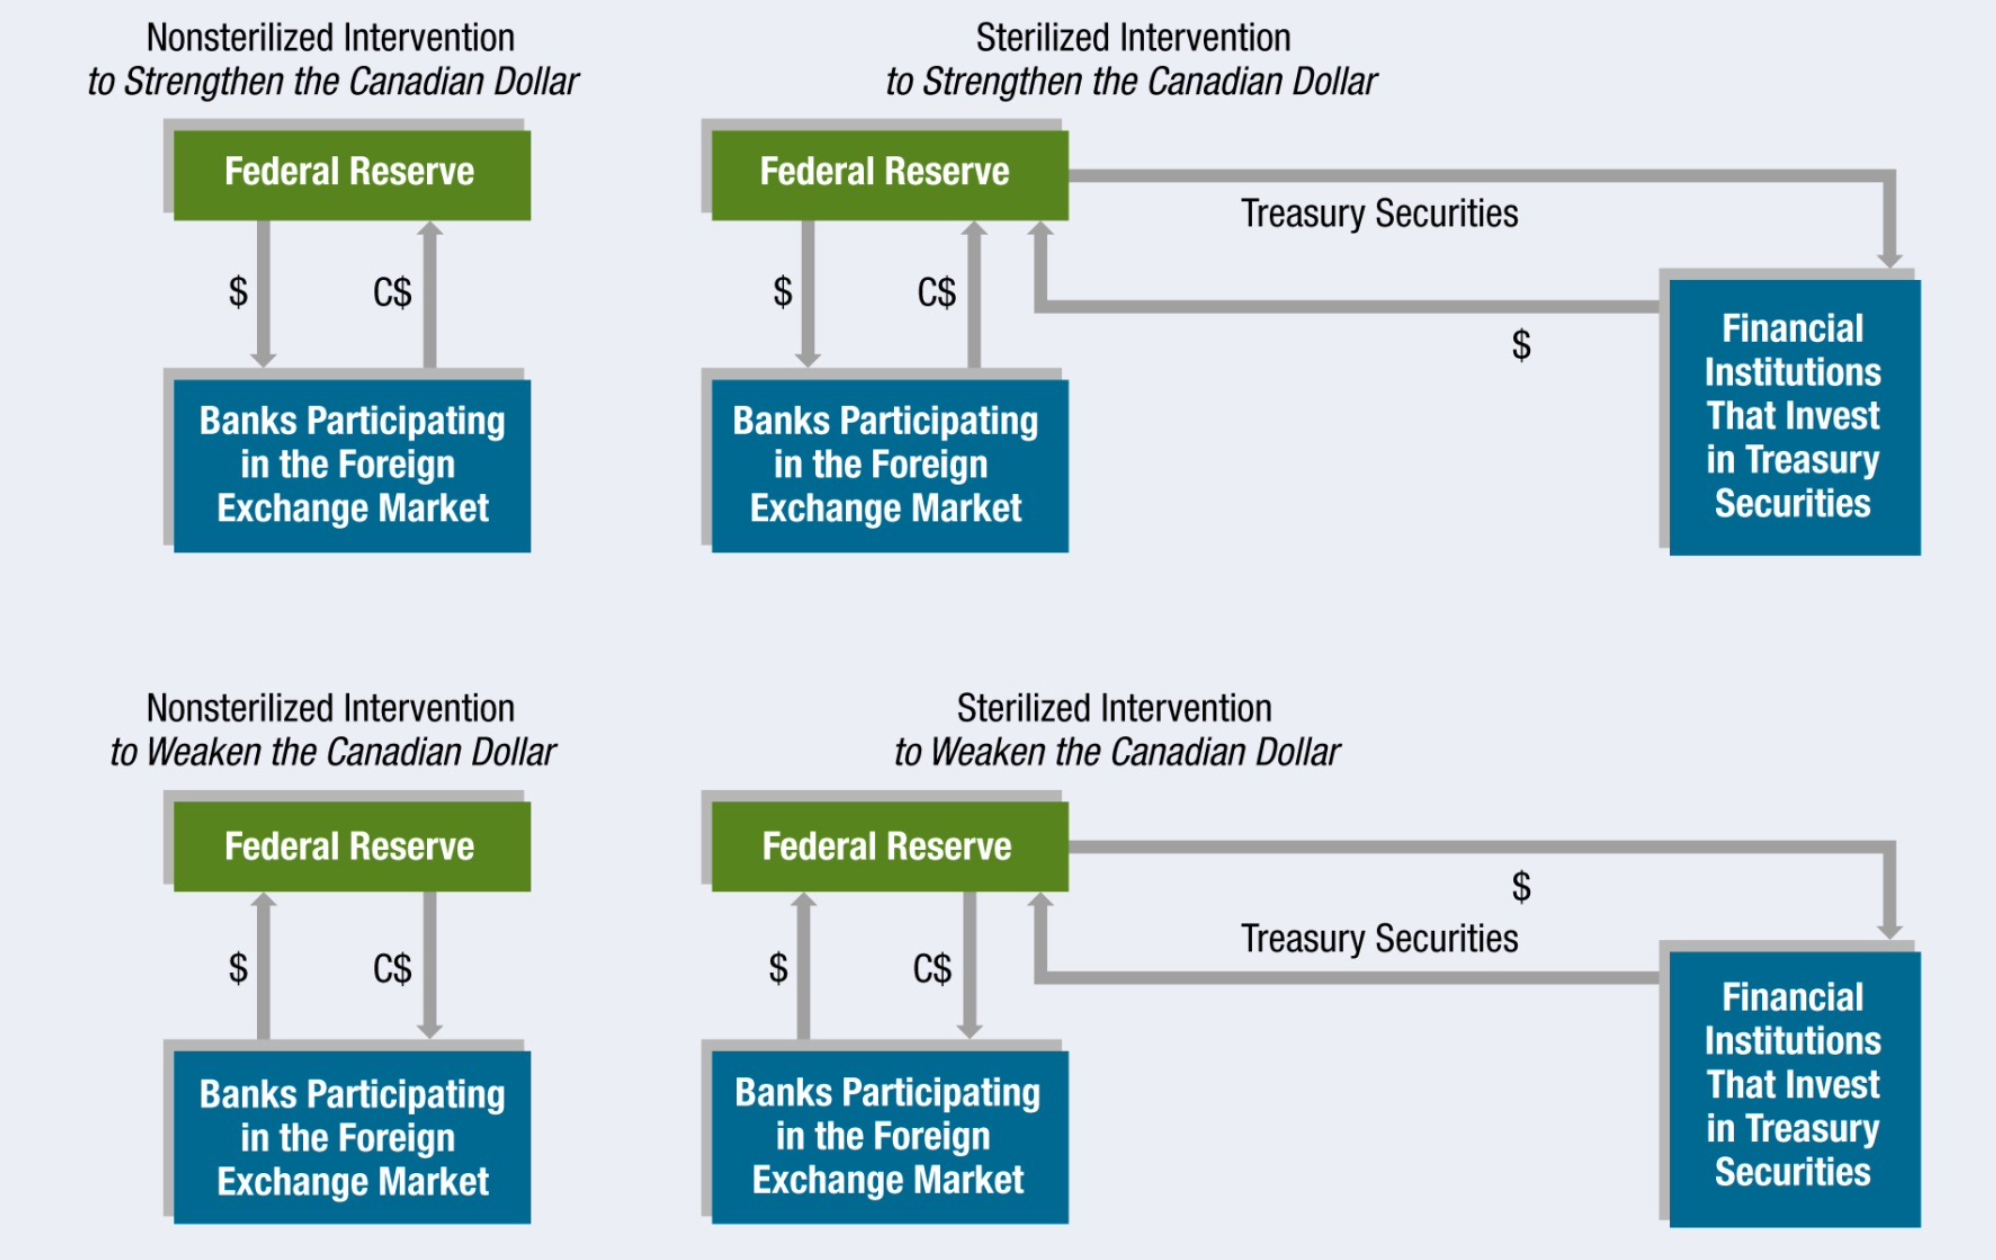 Nonsterilized Intervention
to Strengthen the Canadian Dollar
Federal Reserve
$
C$
Banks Participating
in the Foreign
Exchange Market
Sterilized Intervention
to Strengthen the Canadian Dollar
Federal Reserve
Treasury Securities
$
C$
$
Banks Participating
in the Foreign
Exchange Market
Financial
Institutions
That Invest
in Treasury
Securities
Nonsterilized Intervention
to Weaken the Canadian Dollar
Federal Reserve
$
C$
Banks Participating
in the Foreign
Exchange Market
Sterilized Intervention
to Weaken the Canadian Dollar
Federal Reserve
$
Treasury Securities
$
C$
Banks Participating
in the Foreign
Exchange Market
Financial
Institutions
That Invest
in Treasury
Securities